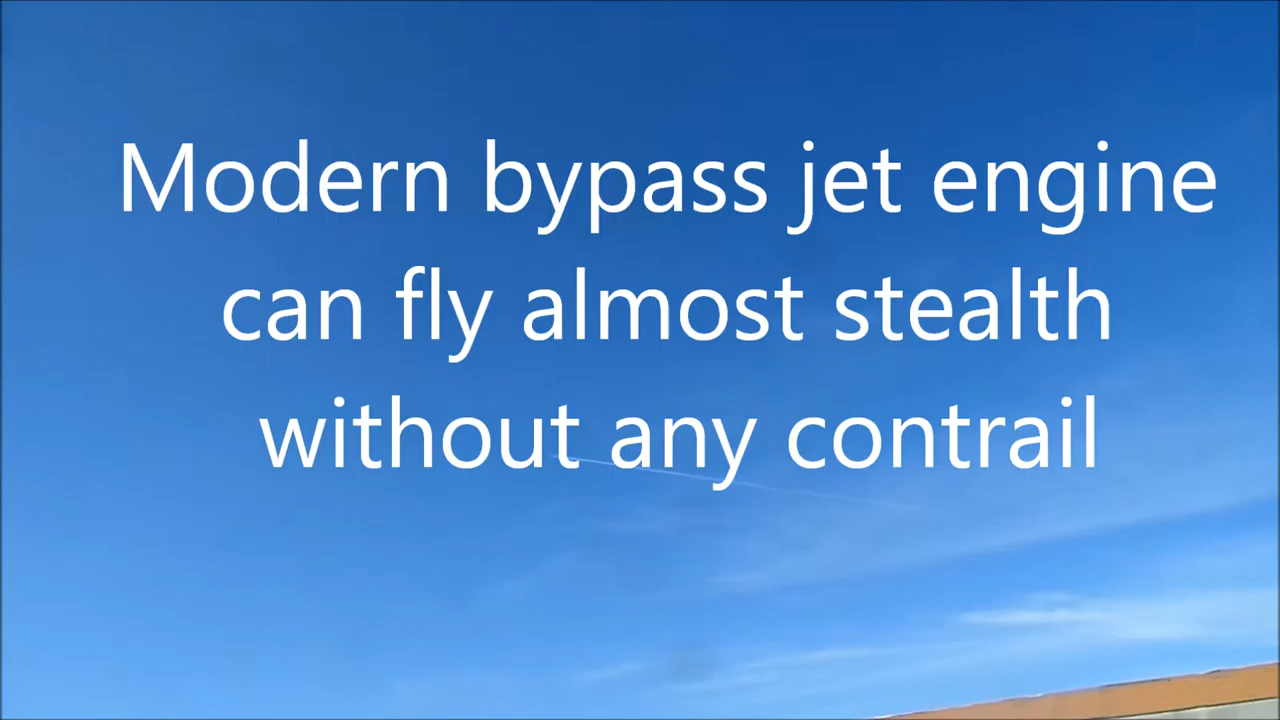 Modern bypass jet engine
can fly almost stealth
without any contrail